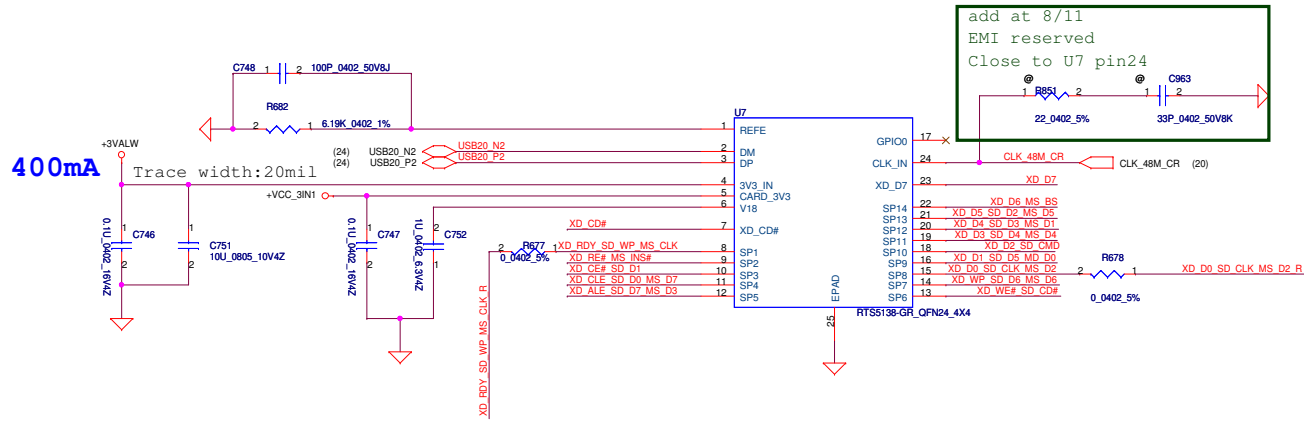 add at 8/11
EMI reserved
Close to U7 pin24
@
@
C963
1
R851
2
1
2
22_0402_5%
33P_0402_50V8K
C748
1
2
100P_0402_50V8J
R682
2
1
6.19K_0402_1%
+3VALW
400mA
Trace width:20mil
(24)
USB20_N2
USB20_N2
(24)
USB20_P2
USB20_P2
+VCC_3IN1
U7
1
REFE
2
DM
3
DP
4
3V3_IN
5
CARD_3V3
6
V18
7
XD_CD#
8
SP1
9
SP2
10
SP3
11
SP4
12
SP5
GPIO0
17
CLK_IN
24
CLK_48M_CR
CLK_48M_CR
(20)
XD_D7
23
XD_D7
SP14
22
XD_D6_MS_BS
SP13
21
XD_D5_SD_D2_MS_D5
SP12
20
XD_D4_SD_D3_MS_D1
SP11
19
XD_D3_SD_D4_MS_D4
SP10
18
XD_D2_SD_CMD
SP9
16
XD_D1_SD_D5_MD_D0
SP8
15
XD_D0_SD_CLK_MS_D2
SP7
14
XD_WP_SD_D6_MS_D6
SP6
13
XD_WE#_SD_CD#
EPAD
25
RTS5138-GR_QFN24_4X4
R678
2
1
0_0402_5%
XD_D0_SD_CLK_MS_D2_R
XD_CD#
2
R677
1
0_0402_5%
XD_RDY_SD_WP_MS_CLK
XD_RE#_MS_INS#
XD_CE#_SD_D1
XD_CLE_SD_D0_MS_D7
XD_ALE_SD_D7_MS_D3
XD_RDY_SD_WP_MS_CLK_R
0.1U_0402_16V4Z
1
C746
2
1
C751
10U_0805_10V4Z
2
0.1U_0402_16V4Z
1
C747
2
1U_0402_6.3V4Z
2
C752
1